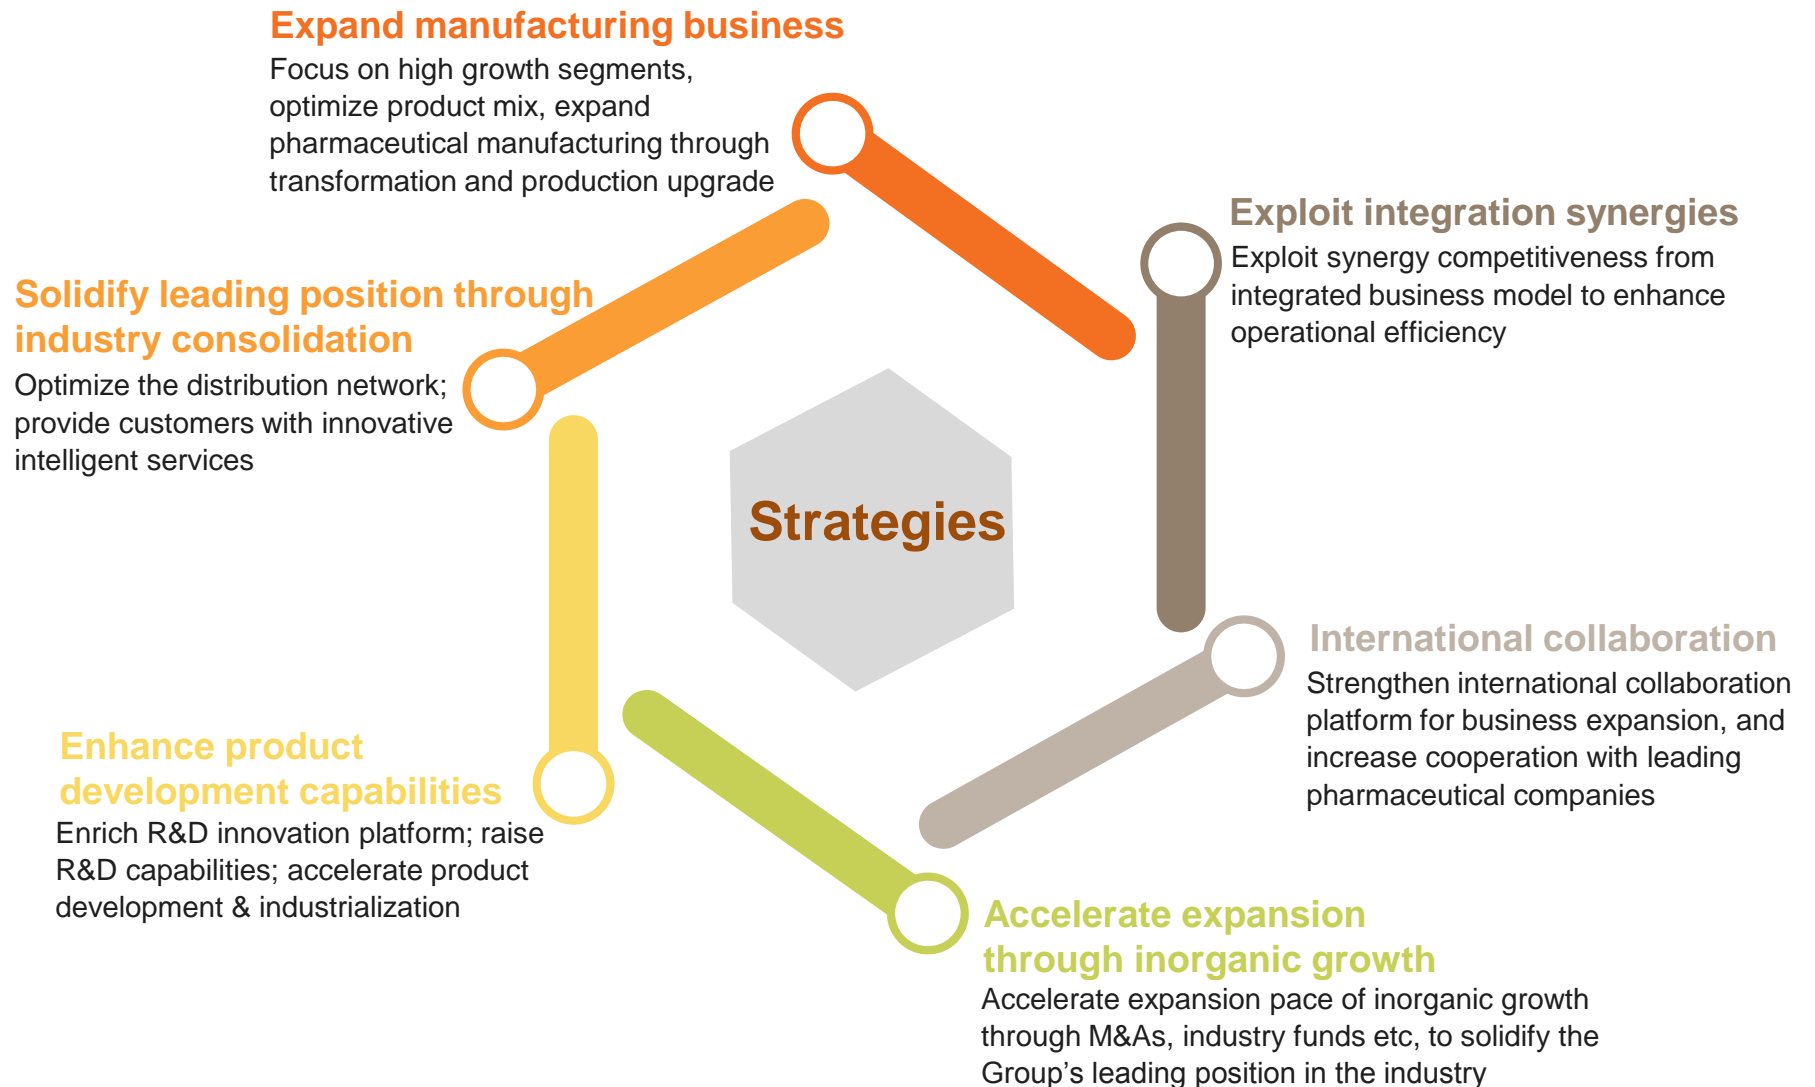 Expand manufacturing business
Focus on high growth segments,
optimize product mix, expand
pharmaceutical manufacturing through
transformation and production upgrade
Exploit integration synergies
Exploit synergy competitiveness from
integrated business model to enhance
operational efficiency
Solidify leading position through
industry consolidation
Optimize the distribution network;
provide customers with innovative
intelligent services
Strategies
International collaboration
Strengthen international collaboration
platform for business expansion, and
increase cooperation with leading
pharmaceutical companies
Enhance product
development capabilities
Enrich R&D innovation platform; raise
R&D capabilities; accelerate product
development & industrialization
Accelerate expansion
through inorganic growth
Accelerate expansion pace of inorganic growth
through M&As, industry funds etc, to solidify the
Group’s leading position in the industry